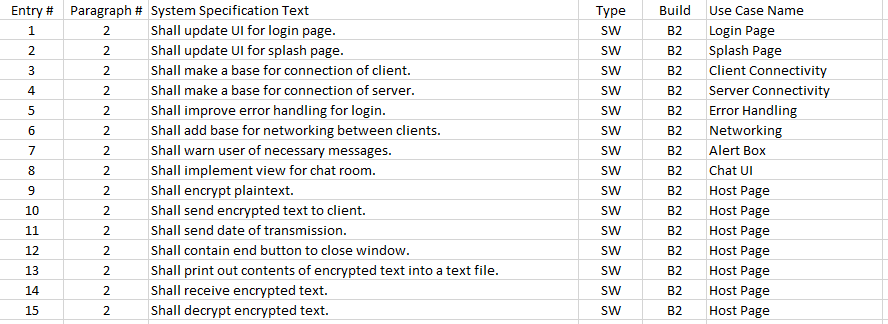 Entry # Paragraph # System Specification Text Type Build Use Case Name
1 2 Shall update UI for login page. SW B2 Login Page
2 2 Shall update UI for splash page. SW B2 Splash Page
3 2 Shall make a base for connection of client. SW B2 Client Connectivity
4 2 Shall make a base for connection of server. SW B2 Server Connectivity
5 2 Shall improve error handling for login. SW B2 Error Handling
6 2 Shall add base for networking between clients. SW B2 Networking
7 2 Shall warn user of necessary messages. SW B2 Alert Box
8 2 Shall implement view for chat room. SW B2 Chat UI
9 2 Shall encrypt plaintext. SW B2 Host Page
10 2 Shall send encrypted text to client. SW B2 Host Page
11 2 Shall send date of transmission. SW B2 Host Page
12 2 Shall contain end button to close window. SW B2 Host Page
13 2 Shall print out contents of encrypted text into a text file. SW B2 Host Page
14 2 Shall receive encrypted text. SW B2 Host Page
15 2 Shall decrypt encrypted text. SW B2 Host Page